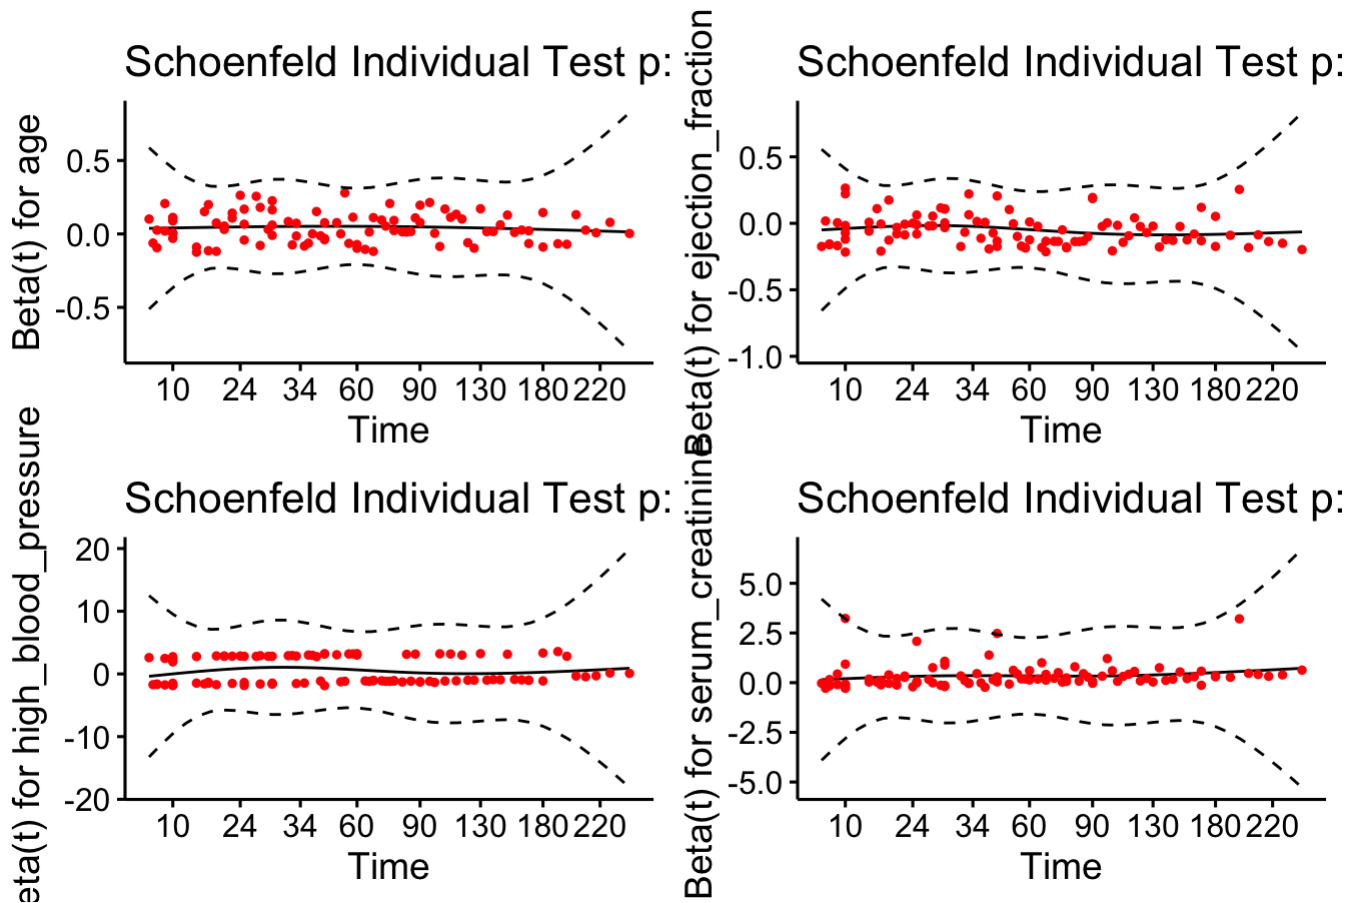 Schoenfeld Individual Test p:
Beta(t) for age
0.5
0.0
-0.5
10 24 34 60 90 130 180 220
Time
Schoenfeld Individual Test p:
Beta(t) for ejection_fraction
0.5
0.0
-0.5
-1.0
10 24 34 60 90 130 180 220
Time
Schoenfeld Individual Test p:
eta(t) for high_blood_pressure
20
10
0
-10
-20
10 24 34 60 90 130 180 220
Time
Schoenfeld Individual Test p:
Beta(t) for serum_creatinine
5.0
2.5
0.0
-2.5
-5.0
10 24 34 60 90 130 180 220
Time